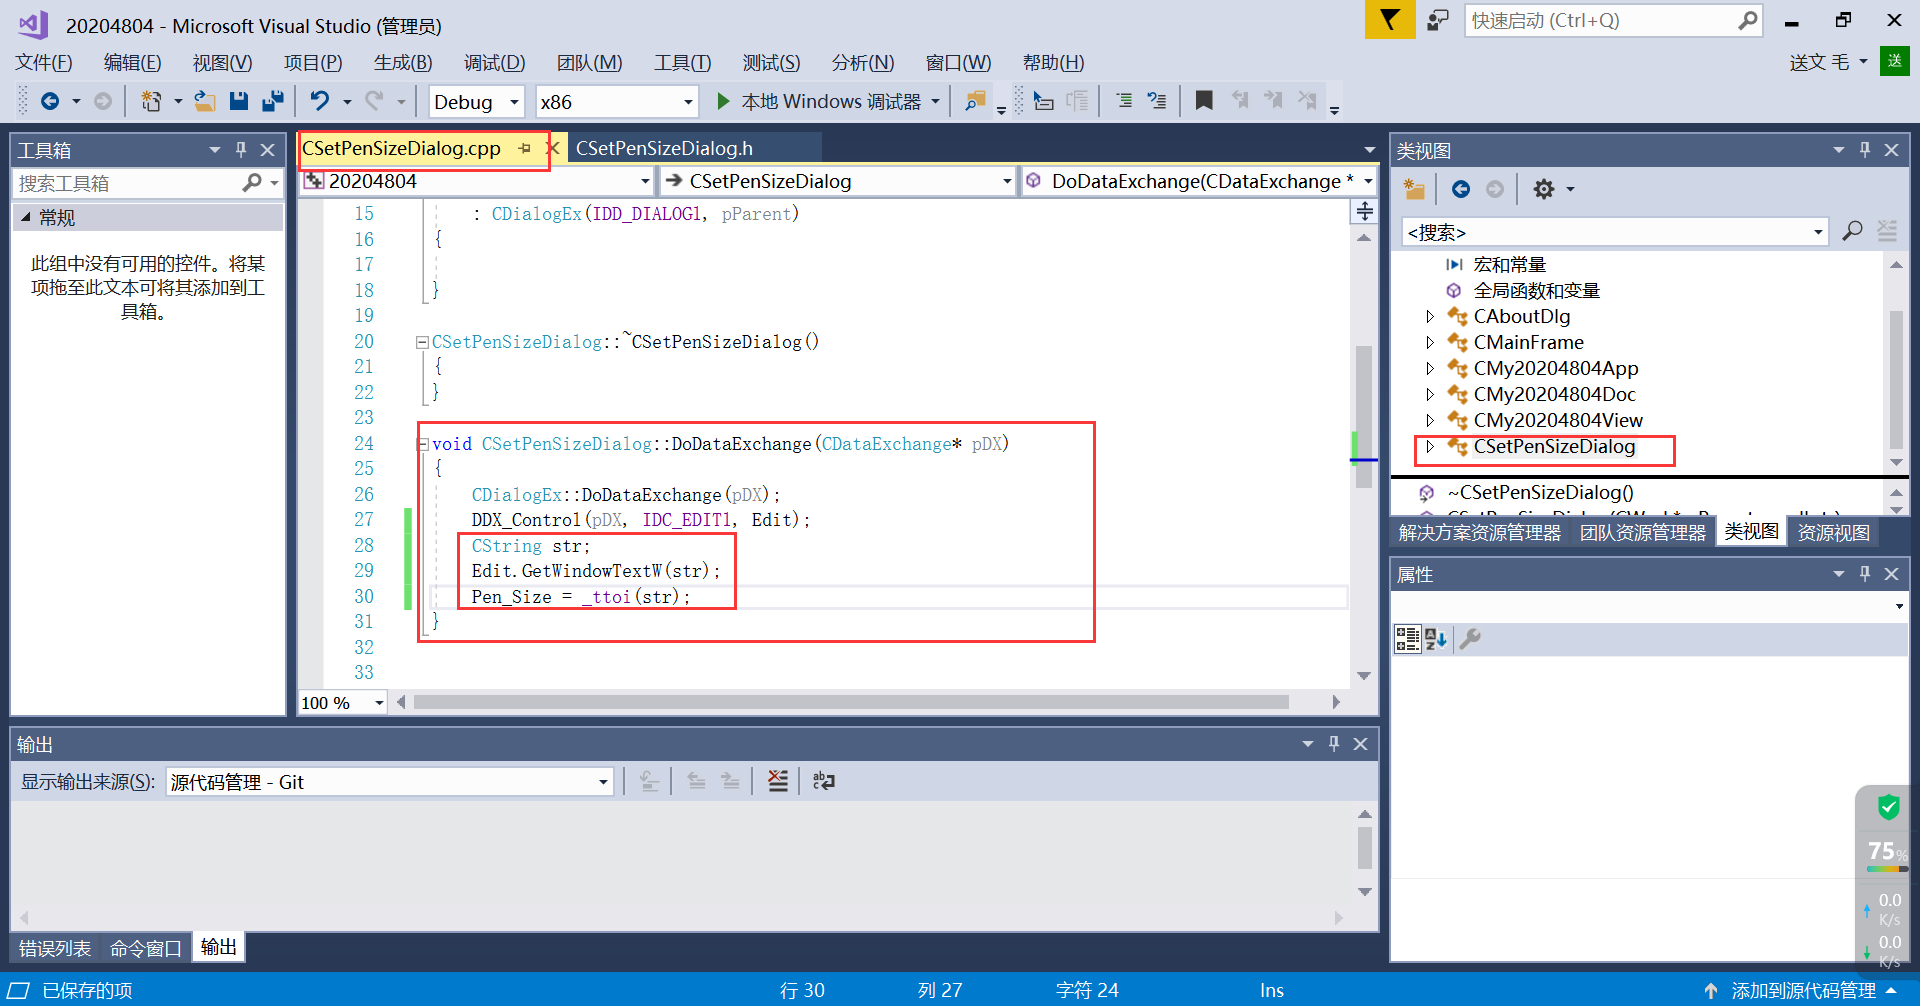 20204804 - Microsoft Visual Studio (管理员)
快速启动 (Ctrl+Q)
文件(F) 编辑(E) 视图(V) 项目(P) 生成(B) 调试(D) 团队(M) 工具(T) 测试(S) 分析(N) 窗口(W) 帮助(H)
送文 毛 送
Debug x86 本地 Windows 调试器
工具箱
搜索工具箱
常规
此组中没有可用的控件。将某
项拖至此文本可将其添加到工
具箱。
CSetPenSizeDialog.cpp CSetPenSizeDialog.h
20204804 CSetPenSizeDialog DoDataExchange(CDataExchange *
15 : CDialogEx(IDD_DIALOG1, pParent)
16 {
17
18 }
19
20 CSetPenSizeDialog::~CSetPenSizeDialog()
21 {
22 }
23
24 void CSetPenSizeDialog::DoDataExchange(CDataExchange* pDX)
25 {
26 CDialogEx::DoDataExchange(pDX);
27 DDX_Control(pDX, IDC_EDIT1, Edit);
28 CString str;
29 Edit.GetWindowTextW(str);
30 Pen_Size = _ttoi(str);
31 }
32
33
100 %
输出
显示输出来源(S): 源代码管理 - Git
错误列表 命令窗口 输出
类视图
<搜索>
宏和常量
全局函数和变量
CAboutDlg
CMainFrame
CMy20204804App
CMy20204804Doc
CMy20204804View
CSetPenSizeDialog
~CSetPenSizeDialog()
解决方案资源管理器 团队资源管理器 类视图 资源视图
属性
75%
0.0
K/s
0.0
K/s
已保存的项 行 30 列 27 字符 24 Ins 添加到源代码管理